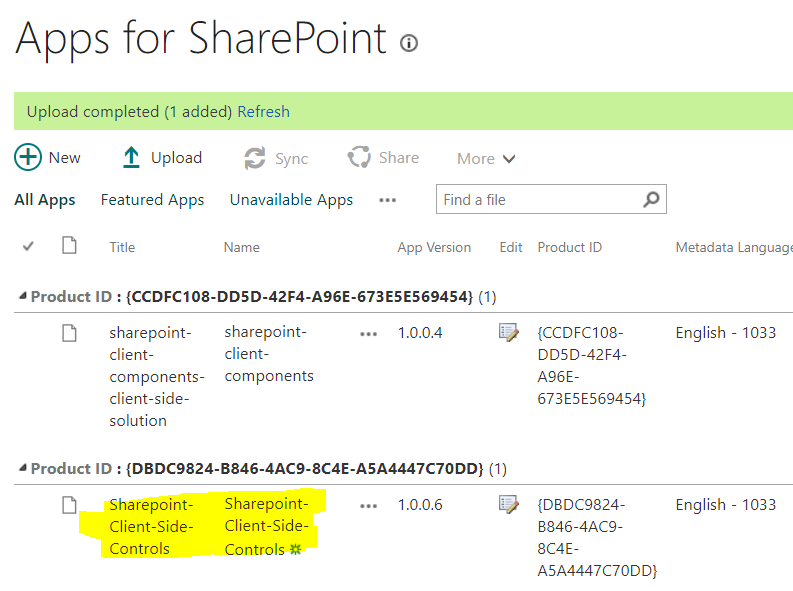 Apps for SharePoint
Upload completed (1 added) Refresh
New Upload Sync Share More
All Apps Featured Apps Unavailable Apps ••• Find a file
Title Name App Version Edit Product ID Metadata Language
Product ID : {CCDFC108-DD5D-42F4-A96E-673E5E569454} (1)
sharepoint- sharepoint- ••• 1.0.0.4 {CCDFC108- English - 1033
client- client- DD5D-42F4-
components- components A96E-
client-side- 673E5E569454}
solution
Product ID : {DBDC9824-B846-4AC9-8C4E-A5A4447C70DD} (1)
Sharepoint- Sharepoint- ••• 1.0.0.6 {DBDC9824- English - 1033
Client-Side- Client-Side- B846-4AC9-
Controls Controls 8C4E-
A5A4447C70DD}